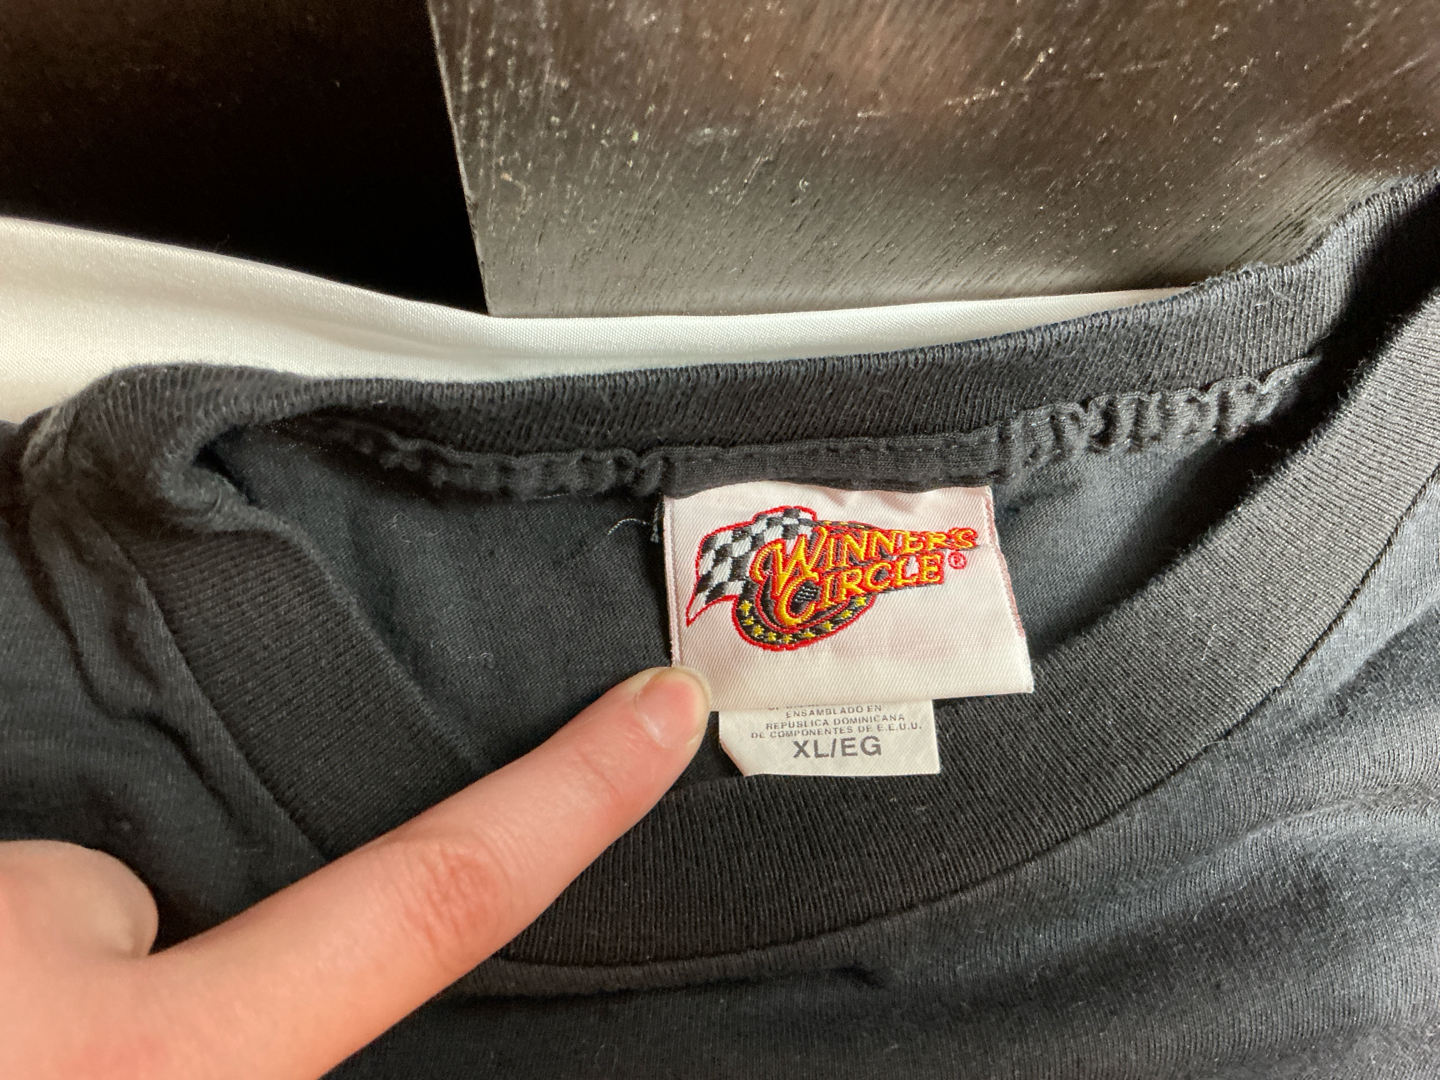 WINNER'S
CIRCLE®
ENSAMBLADO EN
REPUBLICA DOMINICANA
DE COMPONENTES DE E.E.U.U.
XL/EG